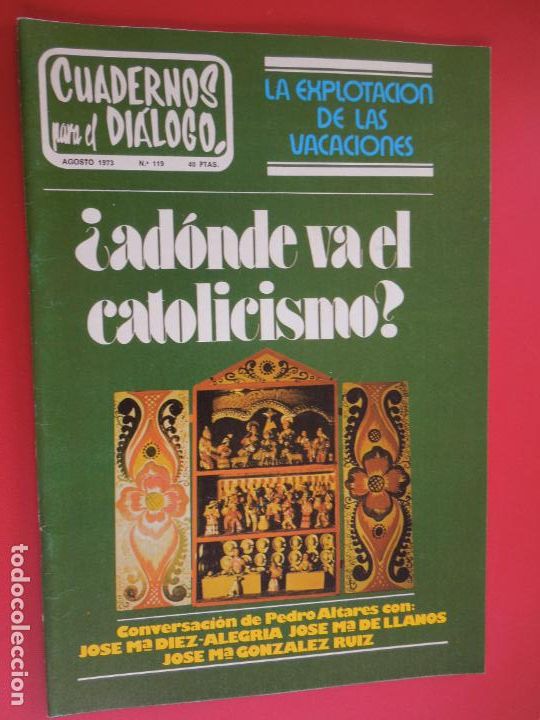 CUADERNOS
para el DIÁLOGO.
AGOSTO 1973 N.º 119 40 PTAS.
LA EXPLOTACION
DE LAS
VACACIONES
¿adónde va el
catolicismo?
Conversación de Pedro Altares con:
JOSE Mª DIEZ-ALEGRIA JOSE Mª DE LLANOS
JOSE Mª GONZALEZ RUIZ
todocoleccion